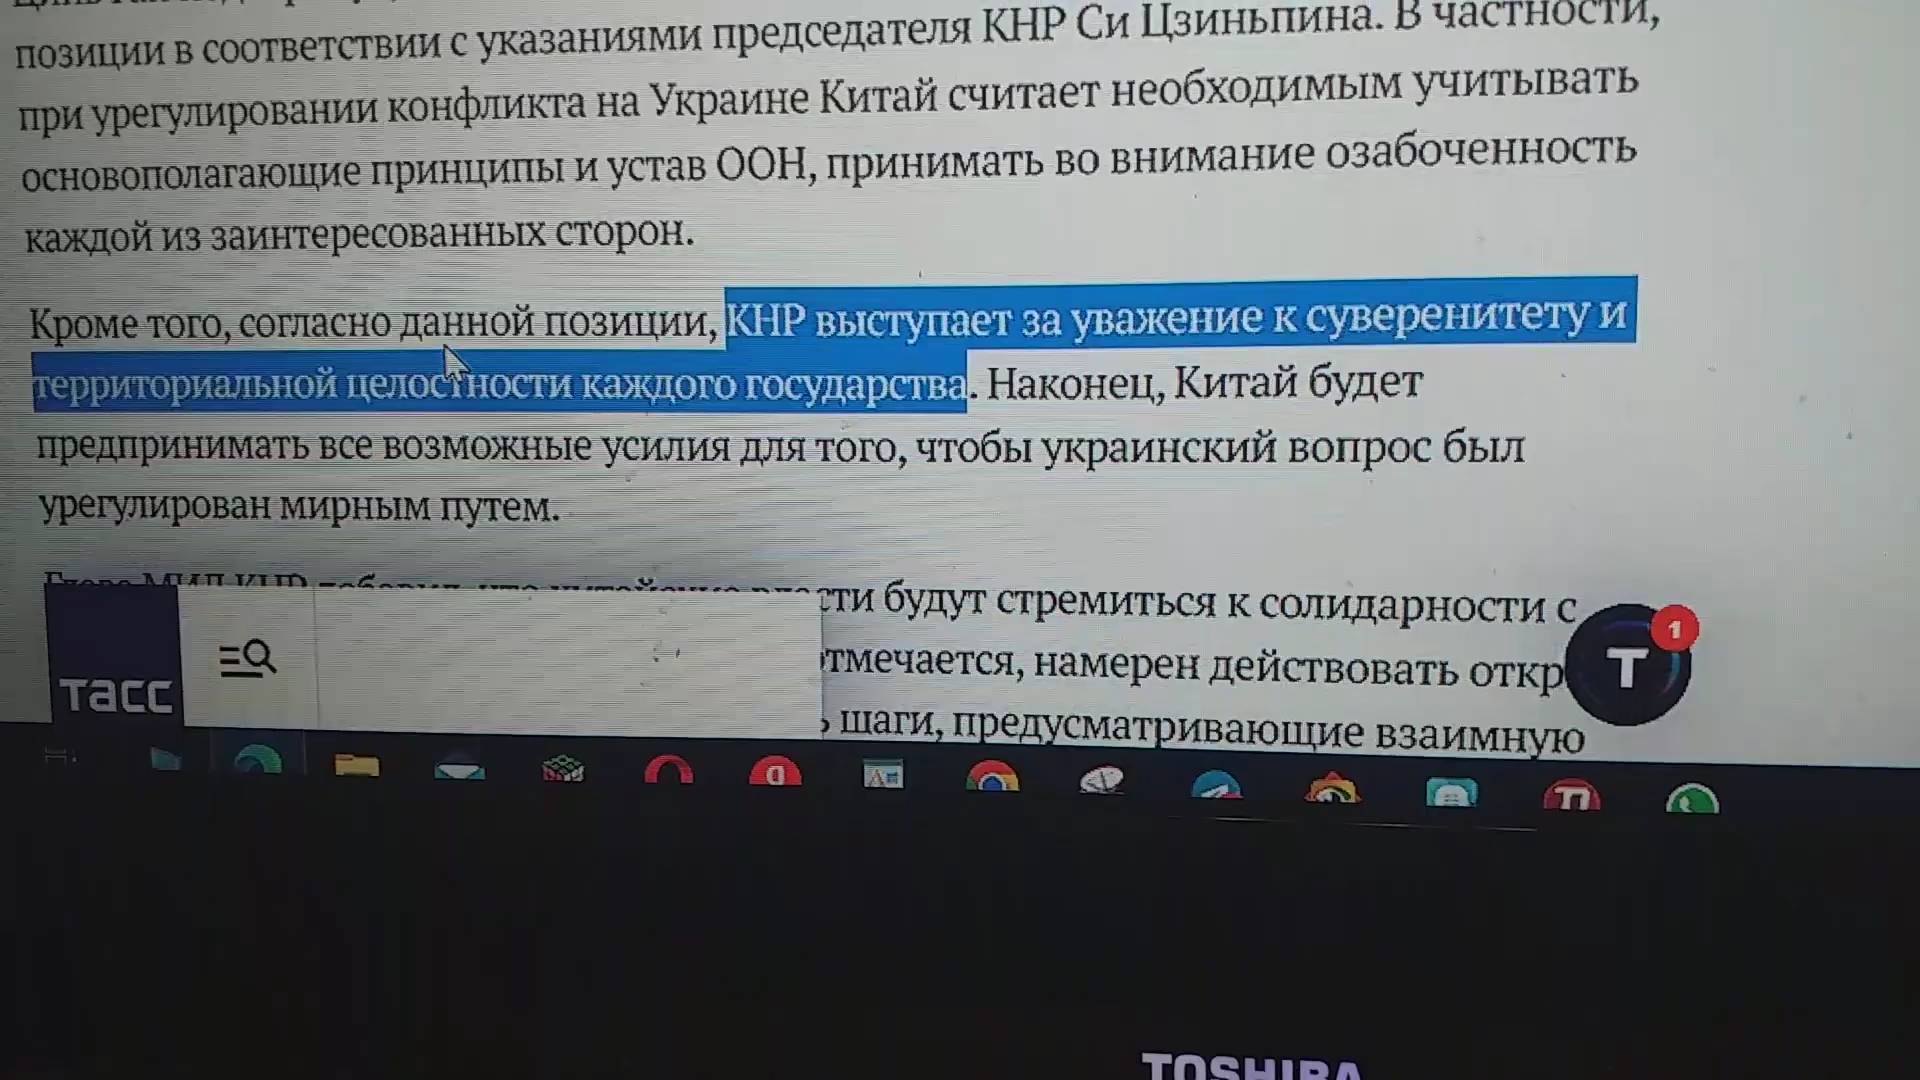 позиции в соответствии с указаниями председателя КНР Си Цзиньпина. В частности,
при урегулировании конфликта на Украине Китай считает необходимым учитывать
основополагающие принципы и устав ООН, принимать во внимание озабоченность
каждой из заинтересованных сторон.
Кроме того, согласно данной позиции, КНР выступает за уважение к суверенитету и
территориальной целостности каждого государства. Наконец, Китай будет
предпринимать все возможные усилия для того, чтобы украинский вопрос был
урегулирован мирным путем.
будут стремиться к солидарности с
отмечается, намерен действовать откр
шаги, предусматривающие взаимную
тасс
T
1
TOSHIBA